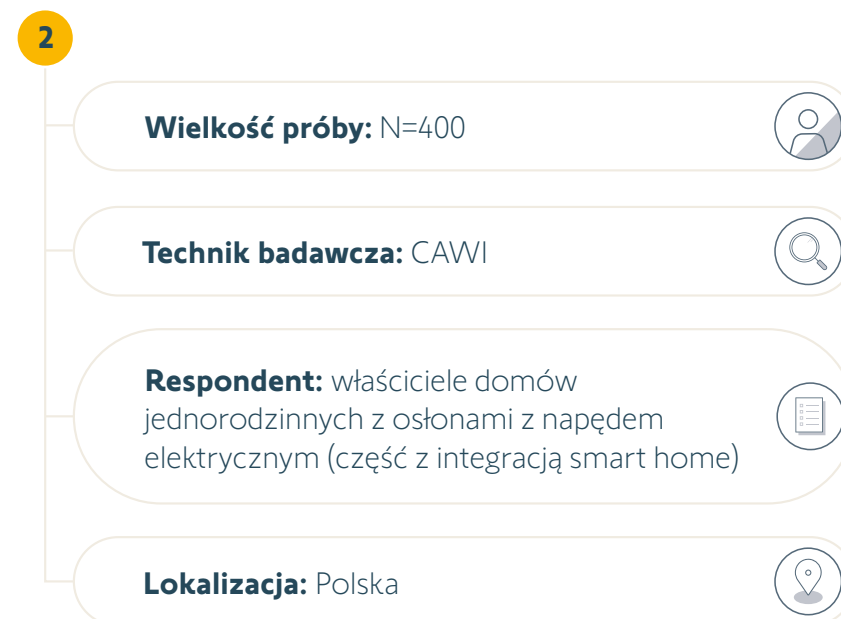 2
Wielkość próby: N=400
Technik badawcza: CAWI
Respondent: właściciele domów
jednorodzinnych z osłonami z napędem
elektrycznym (część z integracją smart home)
Lokalizacja: Polska